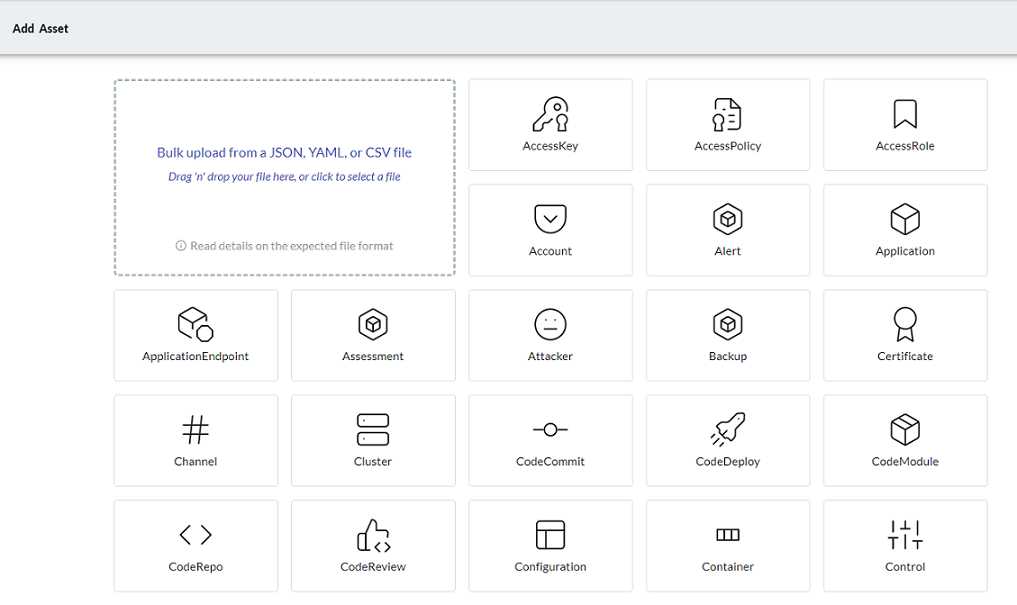 Add Asset
Bulk upload from a JSON, YAML, or CSV file
Drag 'n' drop your file here, or click to select a file
Read details on the expected file format
AccessKey
AccessPolicy
AccessRole
Account
Alert
Application
ApplicationEndpoint
Assessment
Attacker
Backup
Certificate
Channel
Cluster
CodeCommit
CodeDeploy
CodeModule
CodeRepo
CodeReview
Configuration
Container
Control